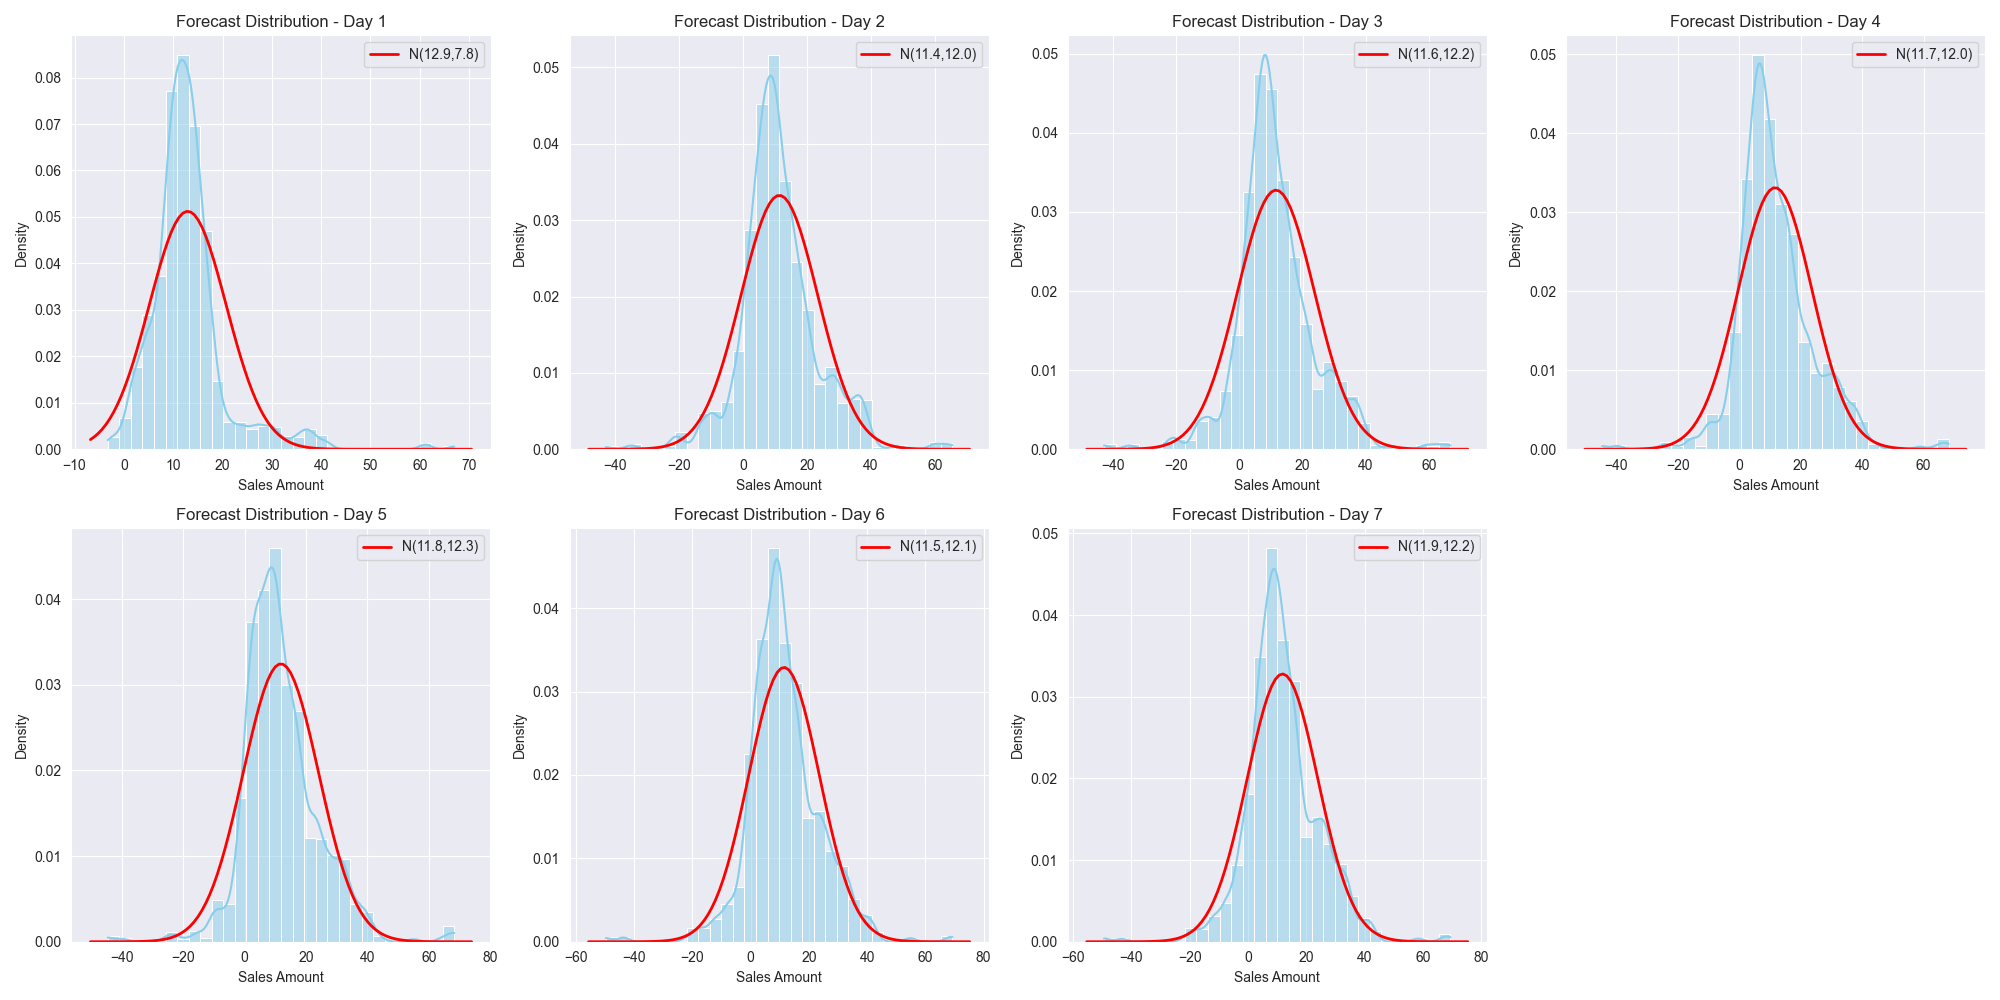 Forecast Distribution - Day 1
N(12.9,7.8)
Density
0.08
0.07
0.06
0.05
0.04
0.03
0.02
0.01
0.00
−10 0 10 20 30 40 50 60 70
Sales Amount
Forecast Distribution - Day 2
N(11.4,12.0)
Density
0.05
0.04
0.03
0.02
0.01
0.00
−40 −20 0 20 40 60
Sales Amount
Forecast Distribution - Day 3
N(11.6,12.2)
Density
0.05
0.04
0.03
0.02
0.01
0.00
−40 −20 0 20 40 60
Sales Amount
Forecast Distribution - Day 4
N(11.7,12.0)
Density
0.05
0.04
0.03
0.02
0.01
0.00
−40 −20 0 20 40 60
Sales Amount
Forecast Distribution - Day 5
N(11.8,12.3)
Density
0.04
0.03
0.02
0.01
0.00
−40 −20 0 20 40 60 80
Sales Amount
Forecast Distribution - Day 6
N(11.5,12.1)
Density
0.04
0.03
0.02
0.01
0.00
−60 −40 −20 0 20 40 60 80
Sales Amount
Forecast Distribution - Day 7
N(11.9,12.2)
Density
0.05
0.04
0.03
0.02
0.01
0.00
−60 −40 −20 0 20 40 60 80
Sales Amount